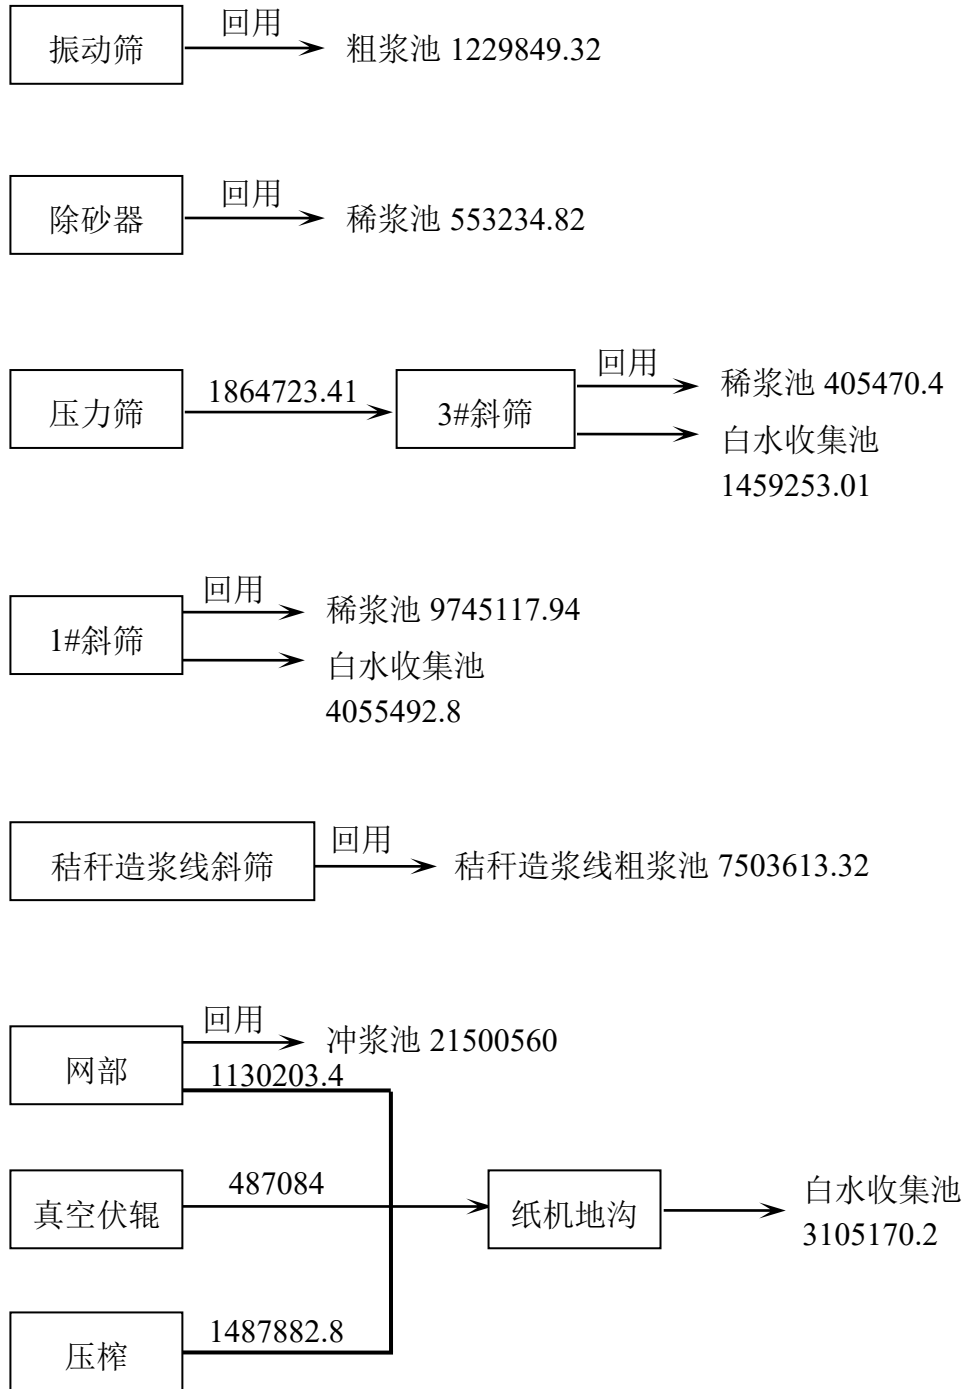 回用
振动筛
粗浆池 1229849.32
回用
除砂器
稀浆池 553234.82
压力筛
1864723.41
3#斜筛
回用
稀浆池 405470.4
白水收集池
1459253.01
1#斜筛
回用
稀浆池 9745117.94
白水收集池
4055492.8
秸秆造浆线斜筛
回用
秸秆造浆线粗浆池 7503613.32
网部
回用
冲浆池 21500560
1130203.4
真空伏辊
487084
纸机地沟
白水收集池
3105170.2
压榨
1487882.8